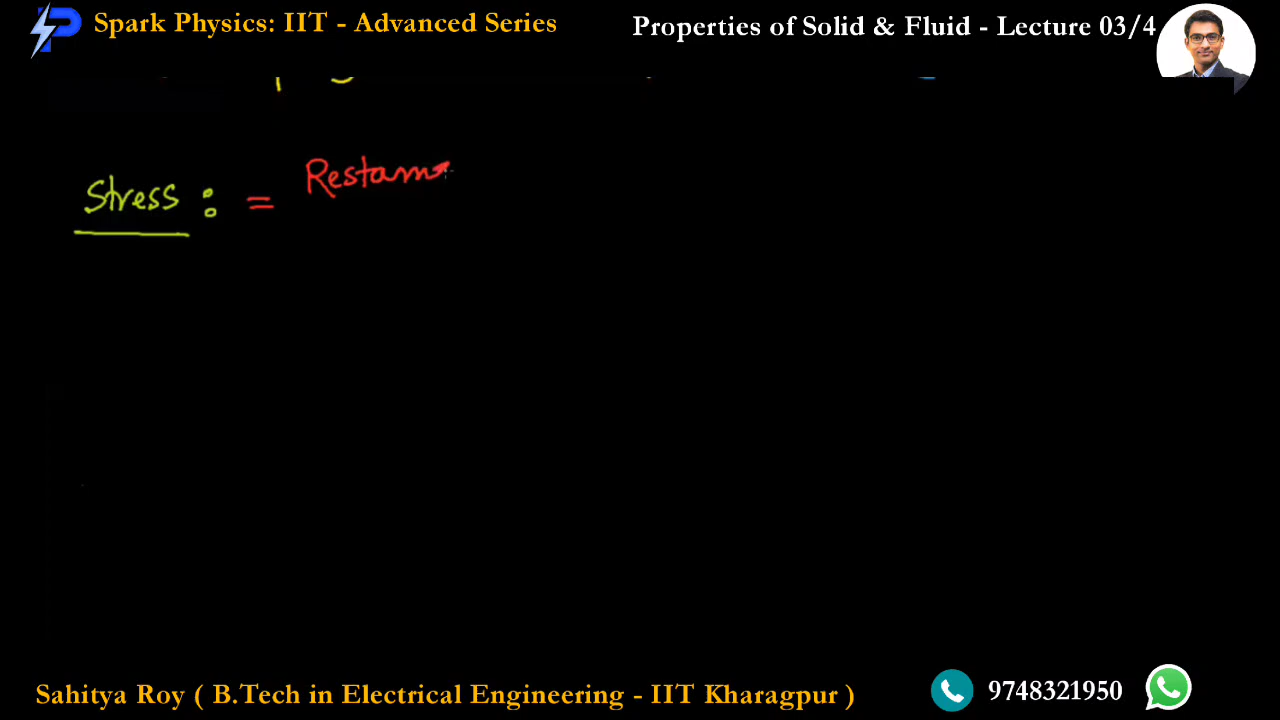 Spark Physics: IIT - Advanced Series
Properties of Solid & Fluid - Lecture 03/4
Stress : =
Sahitya Roy ( B.Tech in Electrical Engineering - IIT Kharagpur )
9748321950